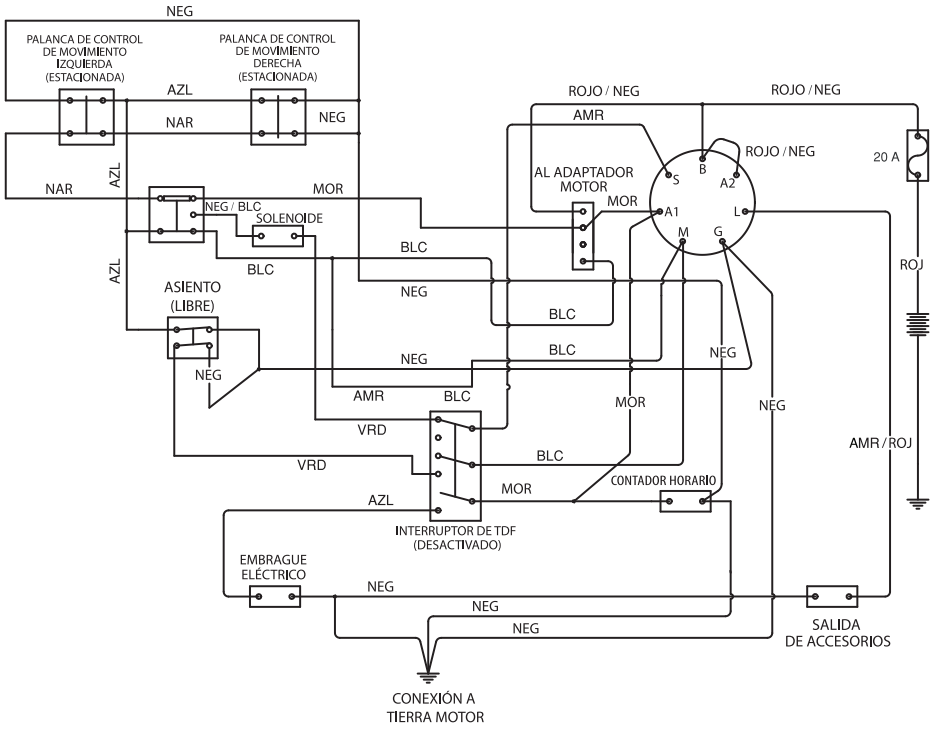 NEG
PALANCA DE CONTROL
DE MOVIMIENTO
IZQUIERDA
(ESTACIONADA)
PALANCA DE CONTROL
DE MOVIMIENTO
DERECHA
(ESTACIONADA)
AZL
NAR
NEG
ROJO / NEG
ROJO / NEG
AMR
ROJO / NEG
20 A
B
S
A2
A1
L
M
G
AL ADAPTADOR
MOTOR
MOR
AZL
NAR
MOR
NEG / BLC
SOLENOIDE
BLC
BLC
AZL
NEG
ROJ
ASIENTO
(LIBRE)
BLC
BLC
NEG
NEG
NEG
AMR
BLC
MOR
NEG
VRD
AMR / ROJ
BLC
VRD
MOR
CONTADOR HORARIO
AZL
INTERRUPTOR DE TDF
(DESACTIVADO)
EMBRAGUE
ELÉCTRICO
NEG
NEG
NEG
SALIDA
DE ACCESORIOS
CONEXIÓN A
TIERRA MOTOR